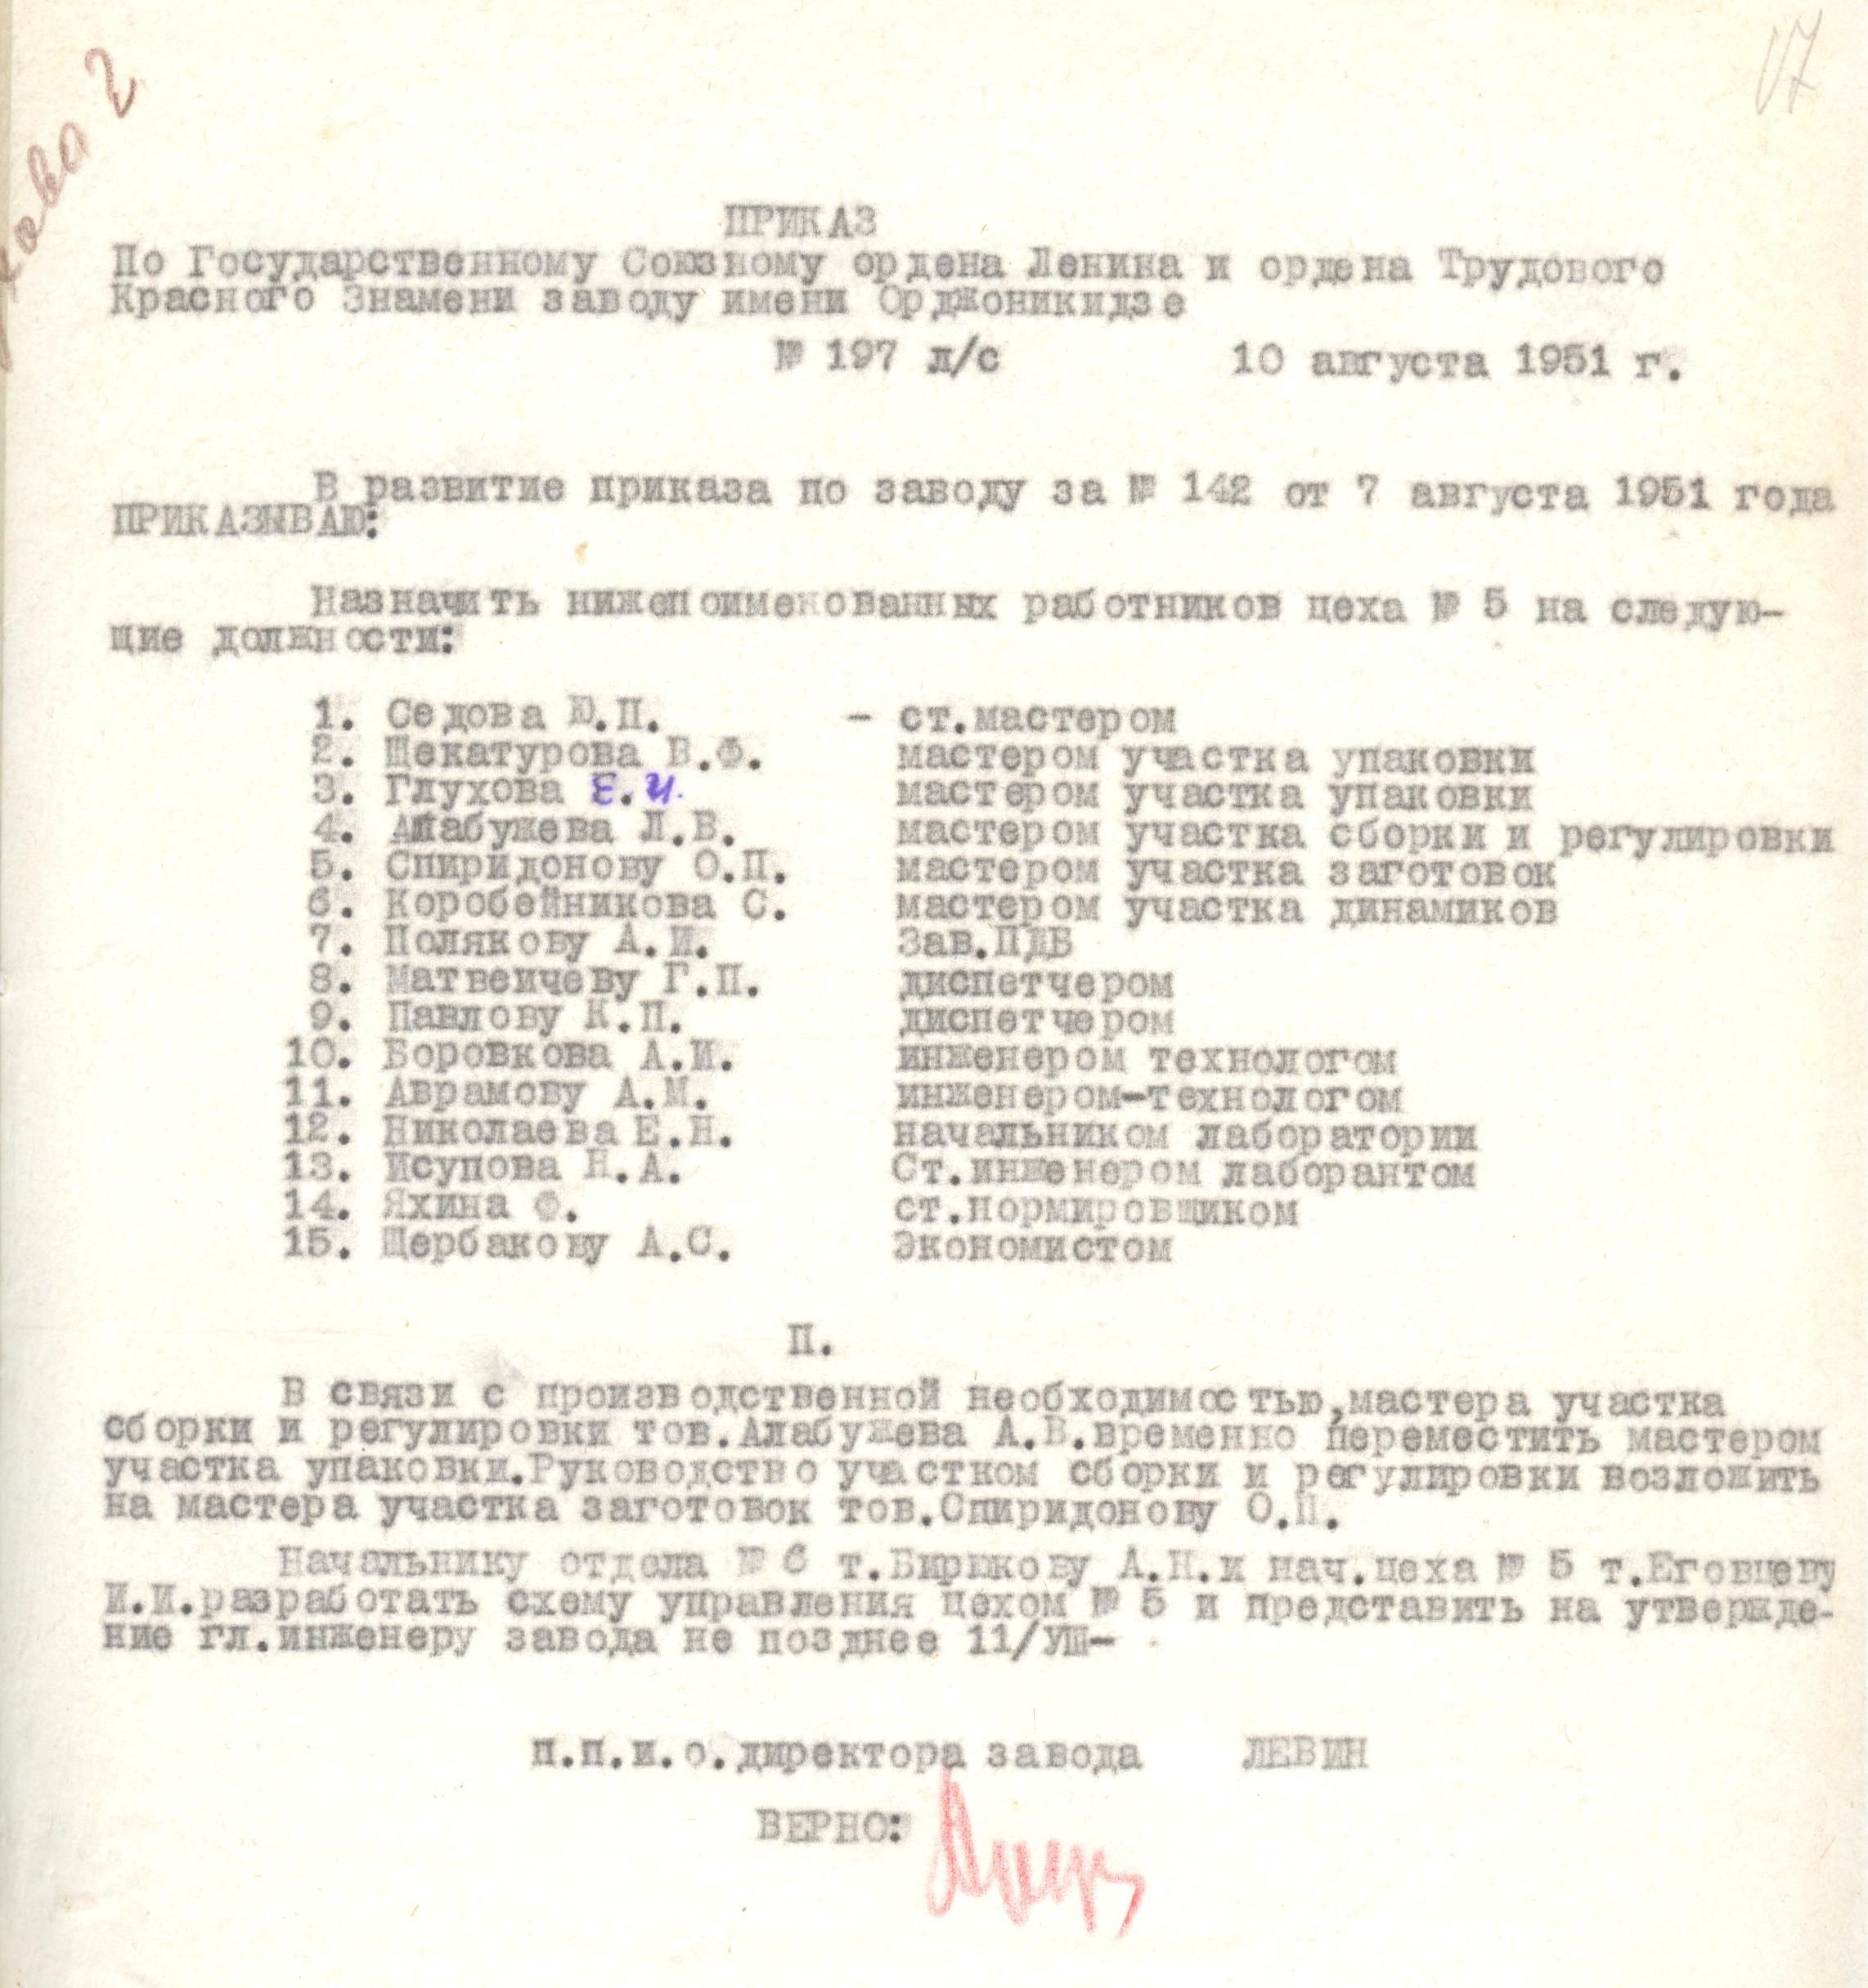 17
ПРИКАЗ
По Государственному Союзному ордена Ленина и ордена Трудового
Красного Знамени заводу имени Орджоникидзе
№ 197 л/с 10 августа 1951 г.
В развитие приказа по заводу за № 142 от 7 августа 1951 года
ПРИКАЗЫВАЮ:
Назначить нижепоименованных работников цеха № 5 на следую-
щие должности:
1. Седова Ю.П. - ст.мастером
2. Щекатурова В.Ф. мастером участка упаковки
3. Глухова Е.И. мастером участка упаковки
4. Алабужева Л.В. мастером участка сборки и регулировки
5. Спиридонову О.П. мастером участка заготовок
6. Коробейникова С. мастером участка динамиков
7. Полякову А.И. Зав.ПДБ
8. Матвеичеву Г.П. диспетчером
9. Павлову К.П. диспетчером
10. Боровкова А.И. инженером технологом
11. Аврамову А.М. инженером-технологом
12. Николаева Е.Н. начальником лаборатории
13. Исупова Н.А. Ст.инженером лаборантом
14. Яхина Ф. ст.нормировщиком
15. Щербакову А.С. Экономистом
П.
В связи с производственной необходимостью,мастера участка
сборки и регулировки тов.Алабужева А.В.временно переместить мастером
участка упаковки.Руководство участком сборки и регулировки возложить
на мастера участка заготовок тов.Спиридонову О.П.
Начальнику отдела № 6 т.Бирюкову А.Н.и нач.цеха № 5 т.Еговцеву
И.И.разработать схему управления цехом № 5 и представить на утвержде-
ние гл.инженеру завода не позднее 11/УШ-
п.п.и.о.директора завода ЛЕВИН
ВЕРНО: